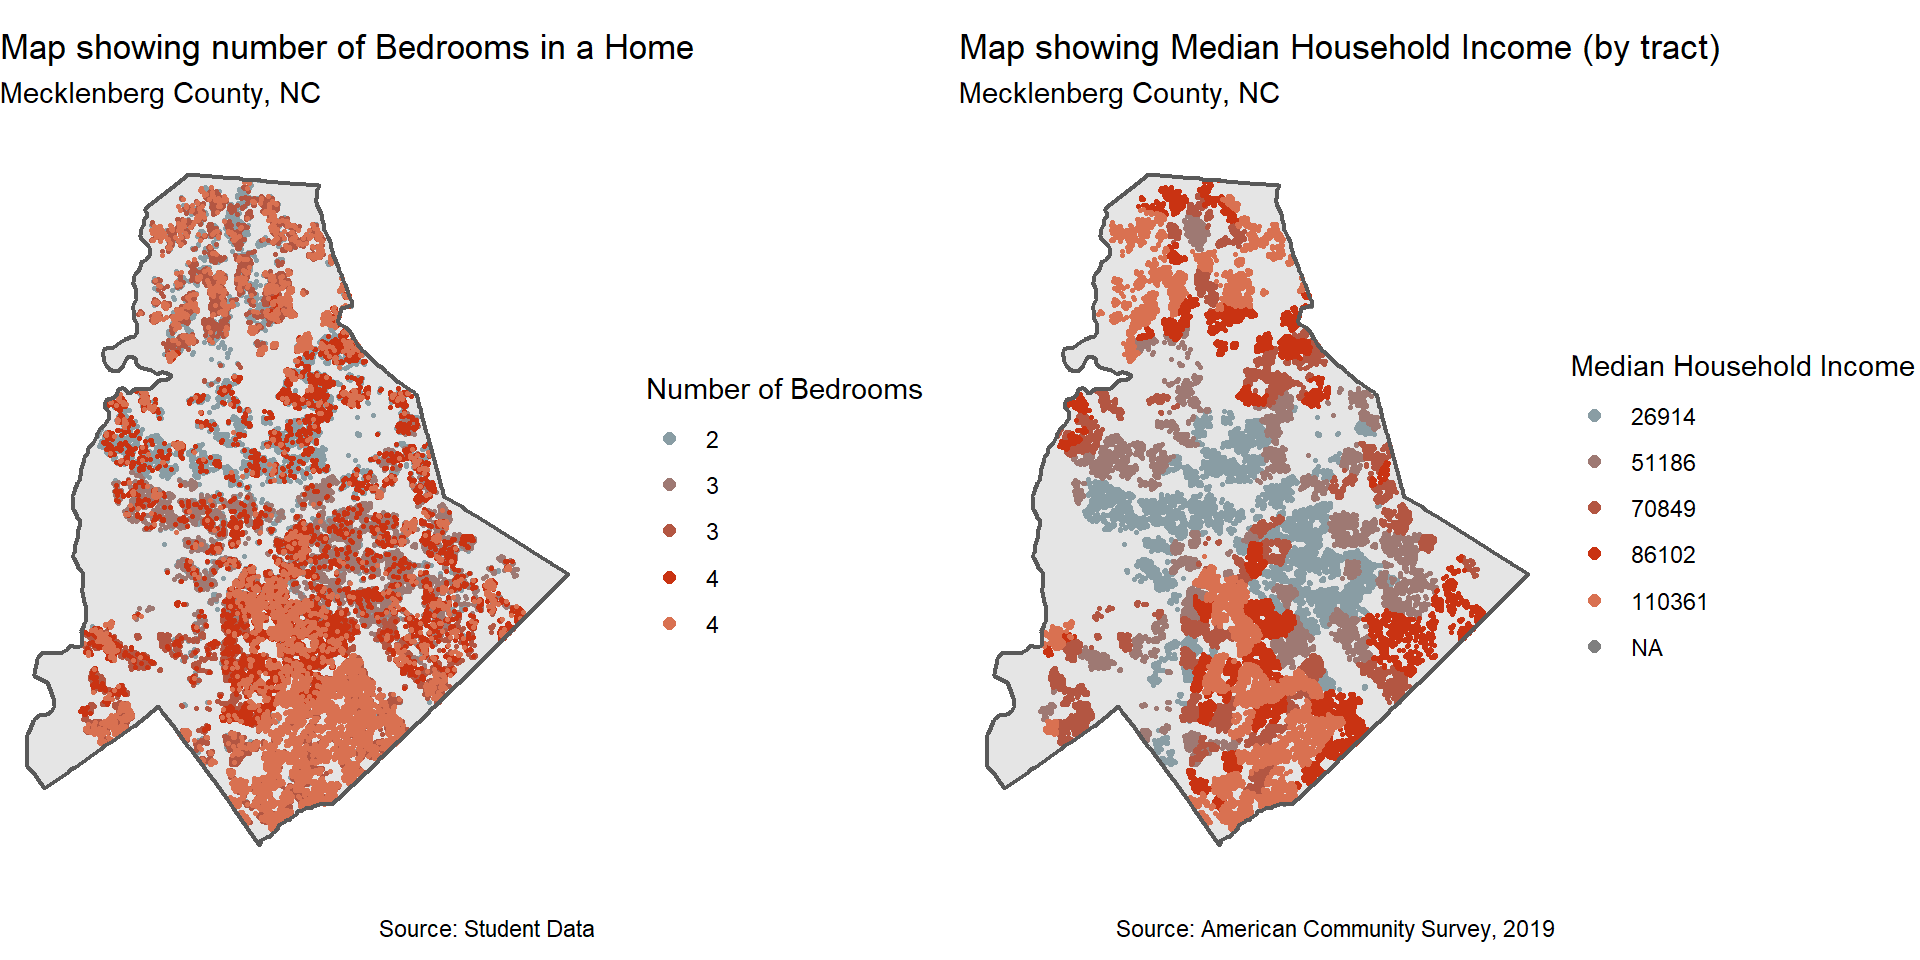 Map showing number of Bedrooms in a Home
Mecklenberg County, NC
Number of Bedrooms
2
3
3
4
4
Source: Student Data
Map showing Median Household Income (by tract)
Mecklenberg County, NC
Median Household Income
26914
51186
70849
86102
110361
NA
Source: American Community Survey, 2019